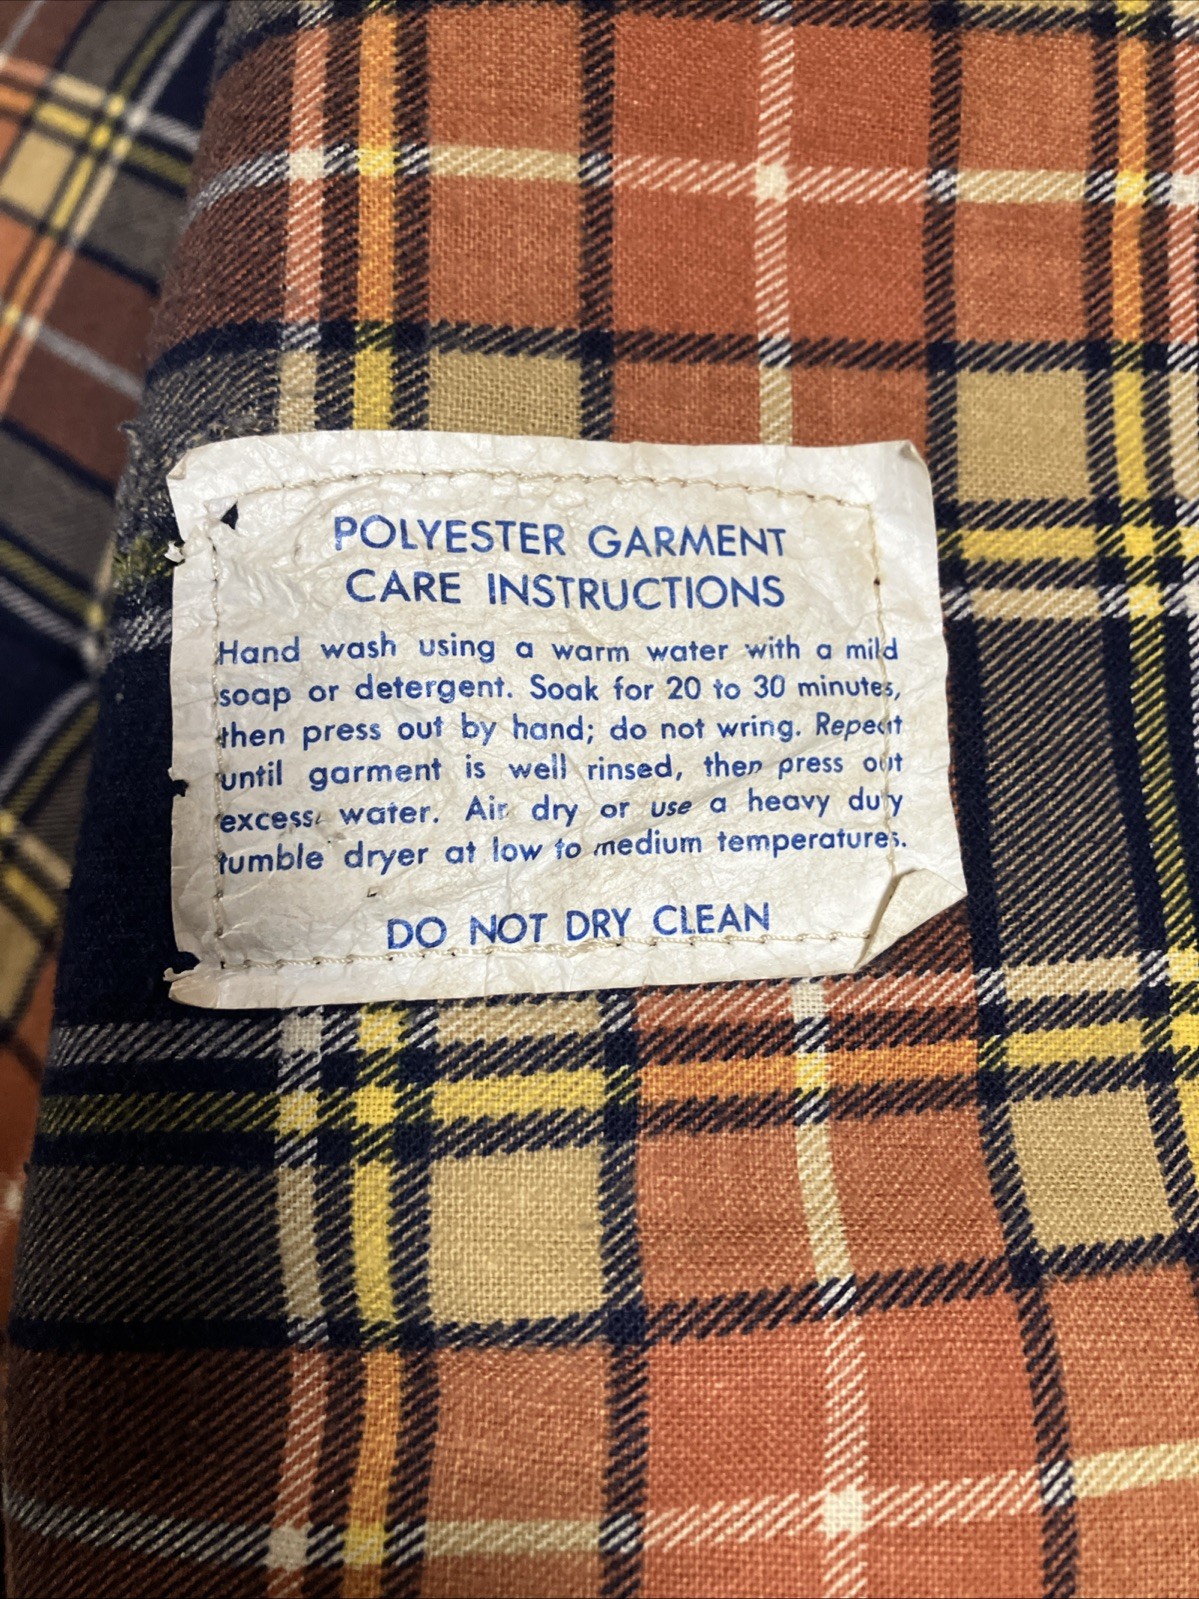 POLYESTER GARMENT
CARE INSTRUCTIONS
Hand wash using a warm water with a mild
soap or detergent. Soak for 20 to 30 minutes,
then press out by hand; do not wring. Repeat
until garment is well rinsed, then press out
excess water. Air dry or use a heavy duty
tumble dryer at low to medium temperatures.
DO NOT DRY CLEAN